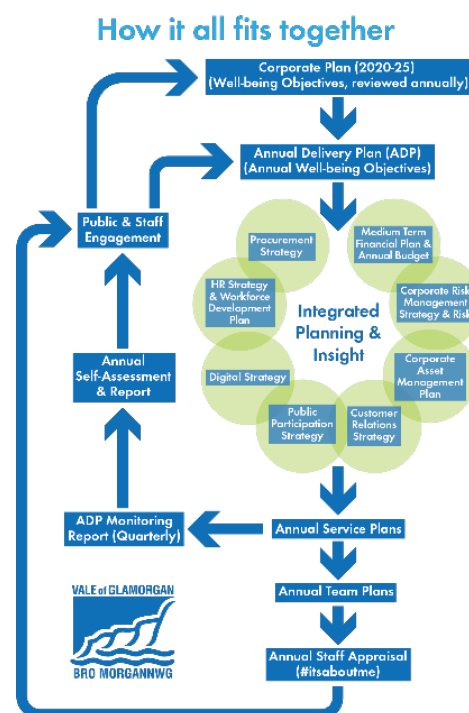 How it all fits together
Corporate Plan (2020-25)
(Well-being Objectives, reviewed annually)
Annual Delivery Plan (ADP)
(Annual Well-being Objectives)
Public & Staff
Engagement
Procurement
Strategy
Medium Term
Financial Plan &
Annual Budget
HR Strategy
& Workforce
Development
Plan
Corporate Risk
Management
Strategy & Risk
Integrated
Planning &
Insight
Digital Strategy
Corporate
Asset
Management
Plan
Public
Participation
Strategy
Customer
Relations
Strategy
Annual
Self-Assessment
& Report
ADP Monitoring
Report (Quarterly)
Annual Service Plans
Annual Team Plans
Annual Staff Appraisal
(#itsaboutme)
VALE of GLAMORGAN
BRO MORGANNWG